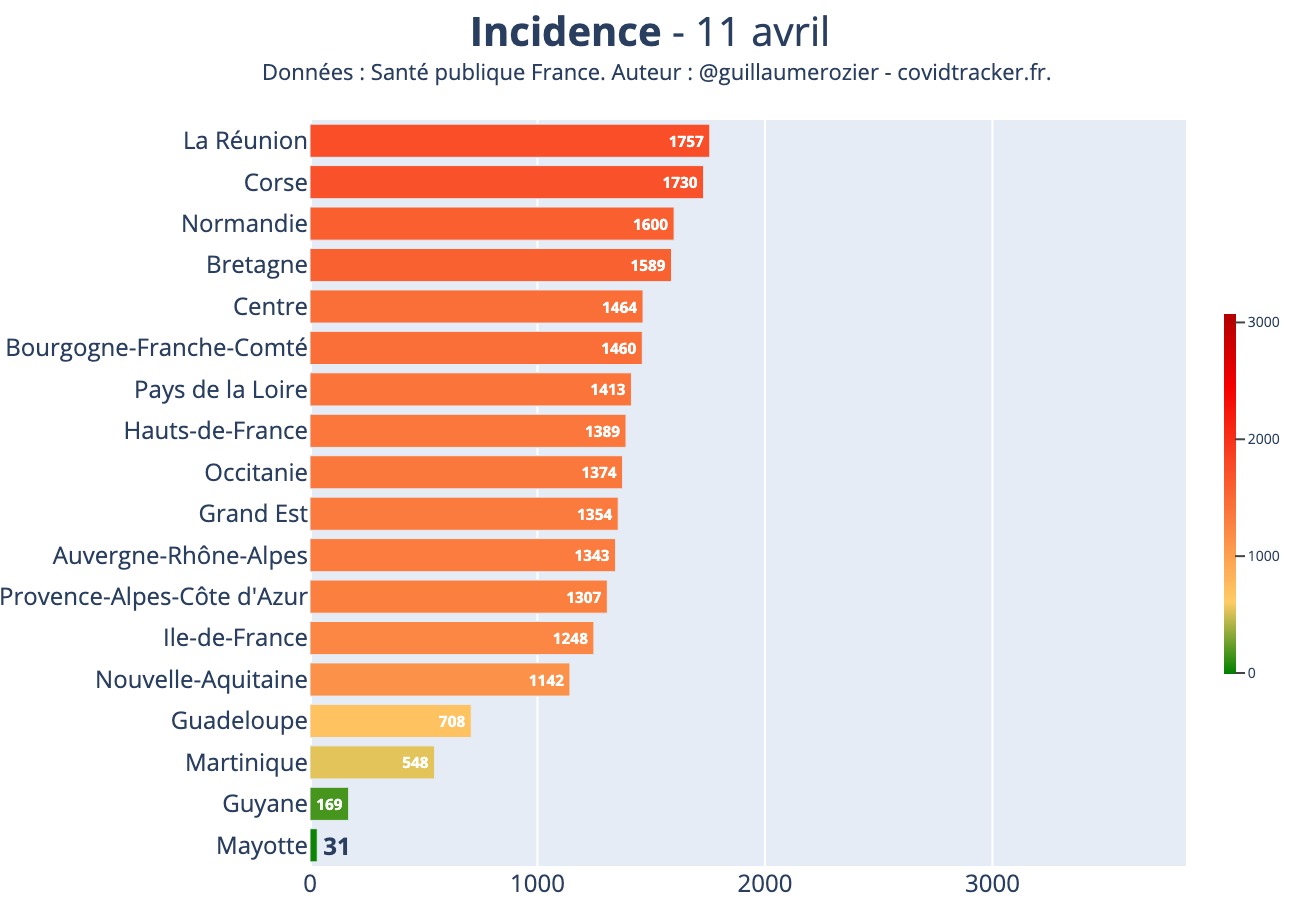 Incidence - 11 avril
Données : Santé publique France. Auteur : @guillaumerozier - covidtracker.fr.
La Réunion 1757
Corse 1730
Normandie 1600
Bretagne 1589
Centre 1464
Bourgogne-Franche-Comté 1460
Pays de la Loire 1413
Hauts-de-France 1389
Occitanie 1374
Grand Est 1354
Auvergne-Rhône-Alpes 1343
Provence-Alpes-Côte d'Azur 1307
Ile-de-France 1248
Nouvelle-Aquitaine 1142
Guadeloupe 708
Martinique 548
Guyane 169
Mayotte 31
0 1000 2000 3000
3000
2000
1000
0